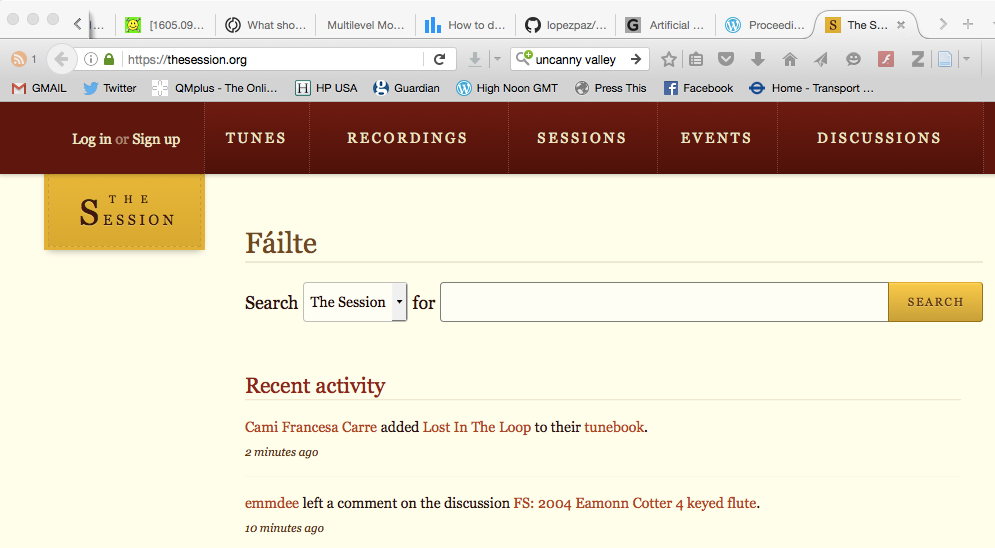 [1605.09… What sho… Multilevel Mo… How to d… lopezpaz/… Artificial Proceedi… The S…
1 https://thesession.org uncanny valley
GMAIL Twitter QMplus - The Onli… HP USA Guardian High Noon GMT Press This Facebook Home - Transport …
Log in or Sign up TUNES RECORDINGS SESSIONS EVENTS DISCUSSIONS
THE
SESSION
Fáilte
Search The Session for SEARCH
Recent activity
Cami Francesa Carre added Lost In The Loop to their tunebook.
2 minutes ago
emmdee left a comment on the discussion FS: 2004 Eamonn Cotter 4 keyed flute.
10 minutes ago